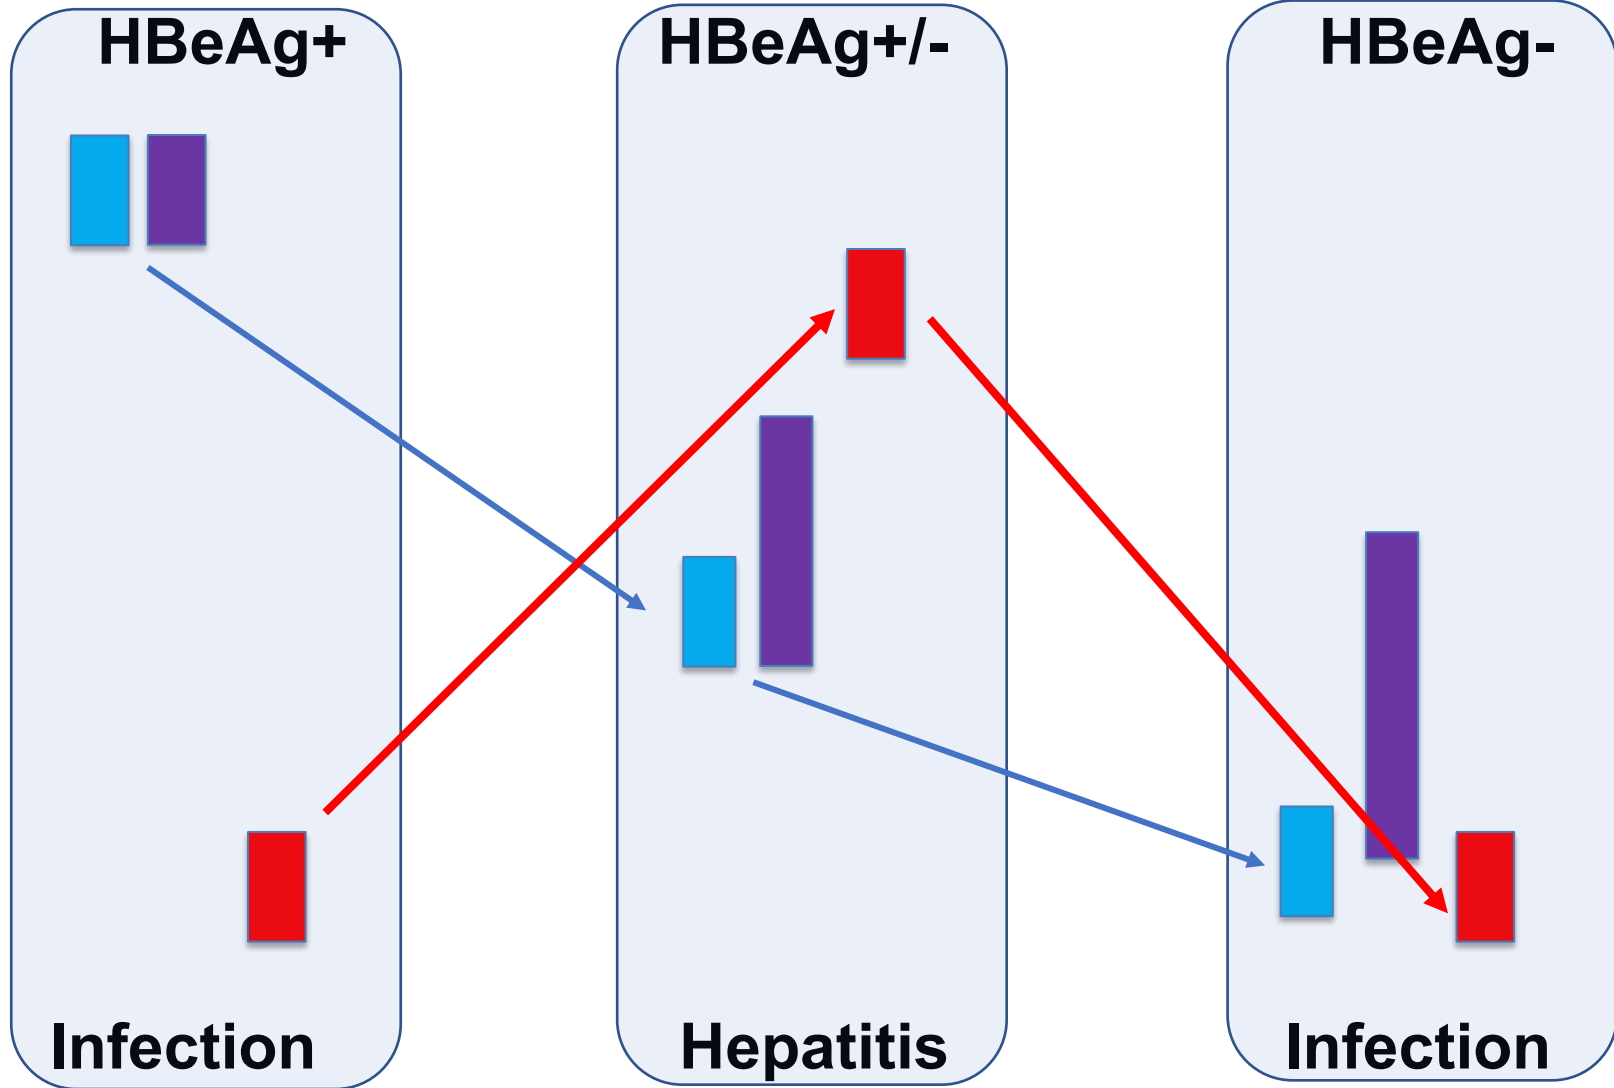 HBeAg+
HBeAg+/-
HBeAg-
Infection
Hepatitis
Infection